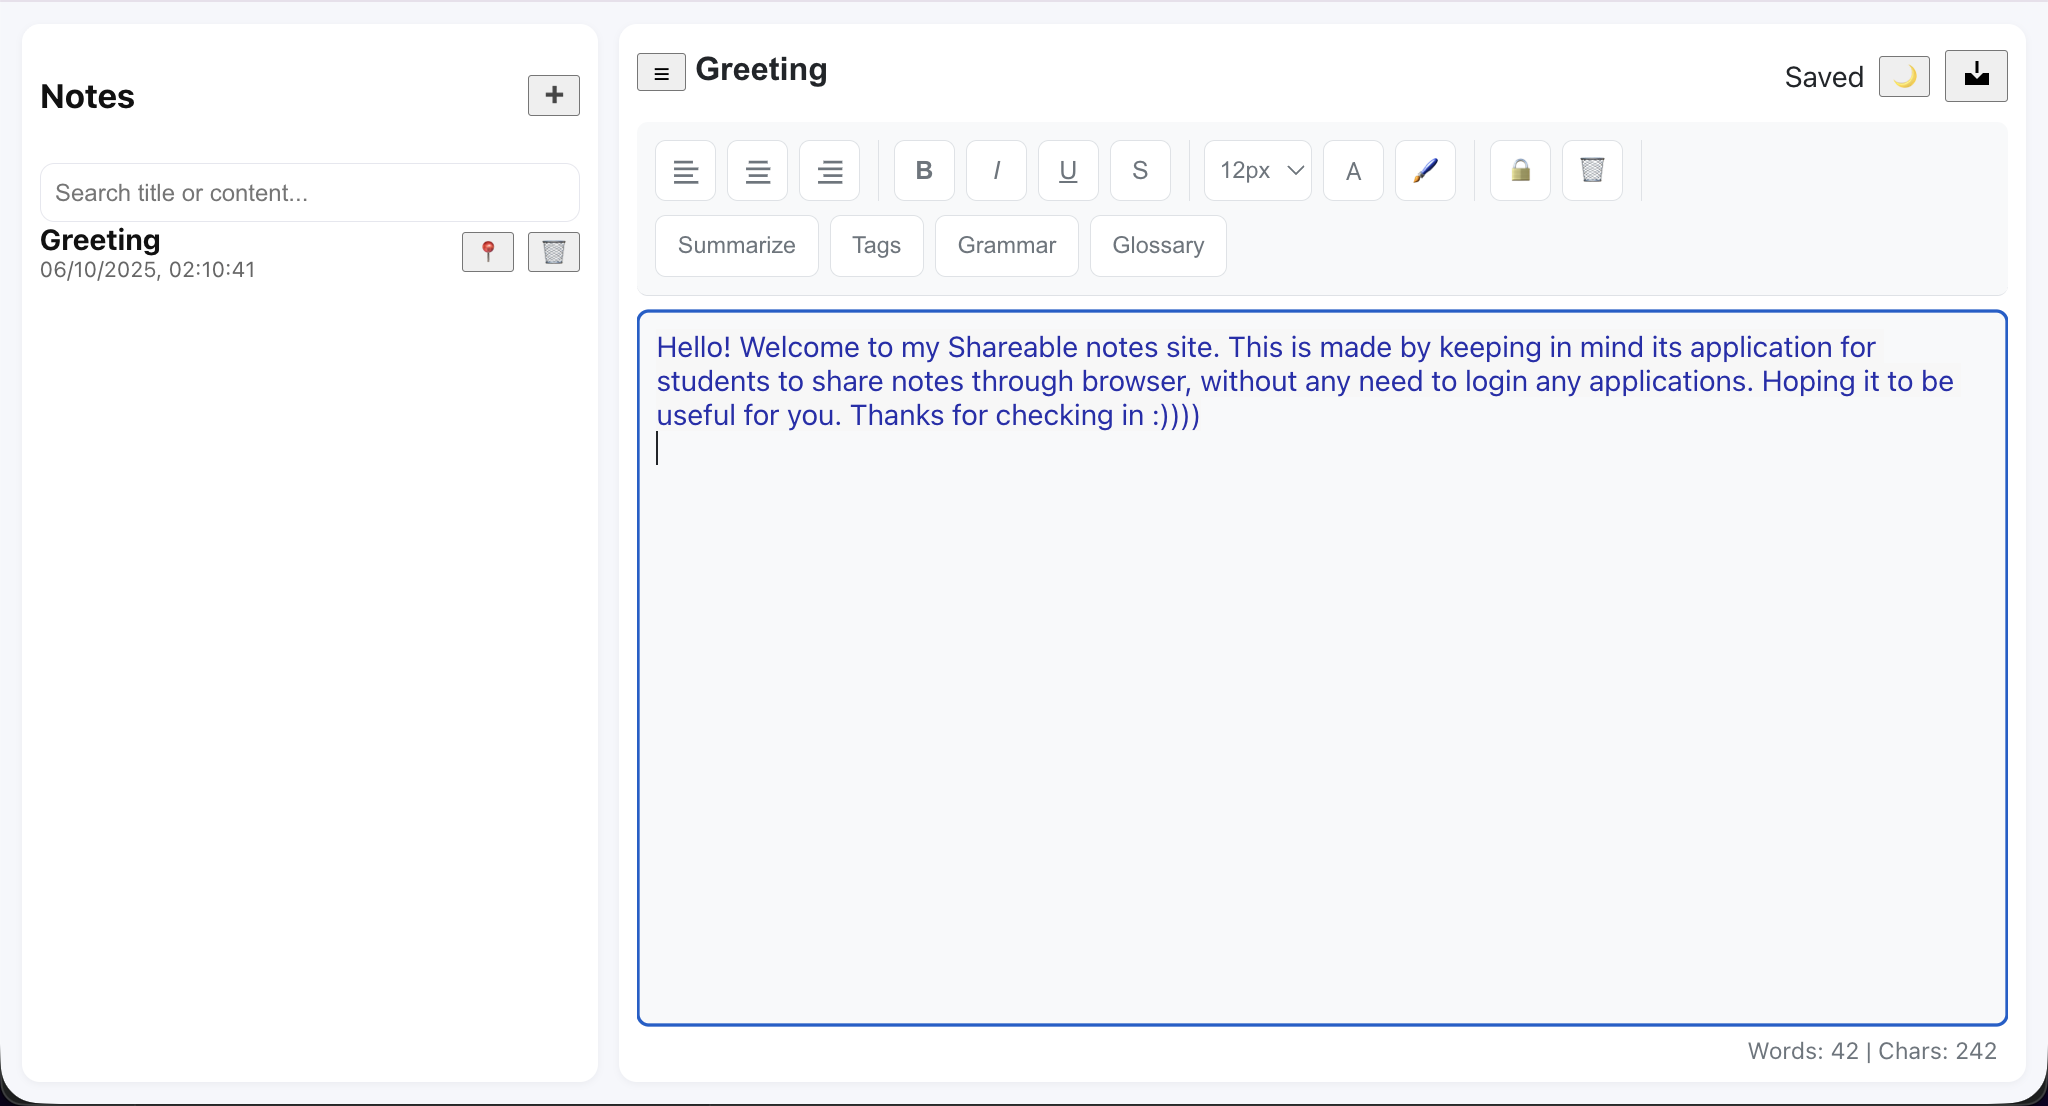 Notes
+
Search title or content...
Greeting
06/10/2025, 02:10:41
≡ Greeting
Saved
B I U S 12px A
Summarize Tags Grammar Glossary
Hello! Welcome to my Shareable notes site. This is made by keeping in mind its application for
students to share notes through browser, without any need to login any applications. Hoping it to be
useful for you. Thanks for checking in :))))
Words: 42 | Chars: 242